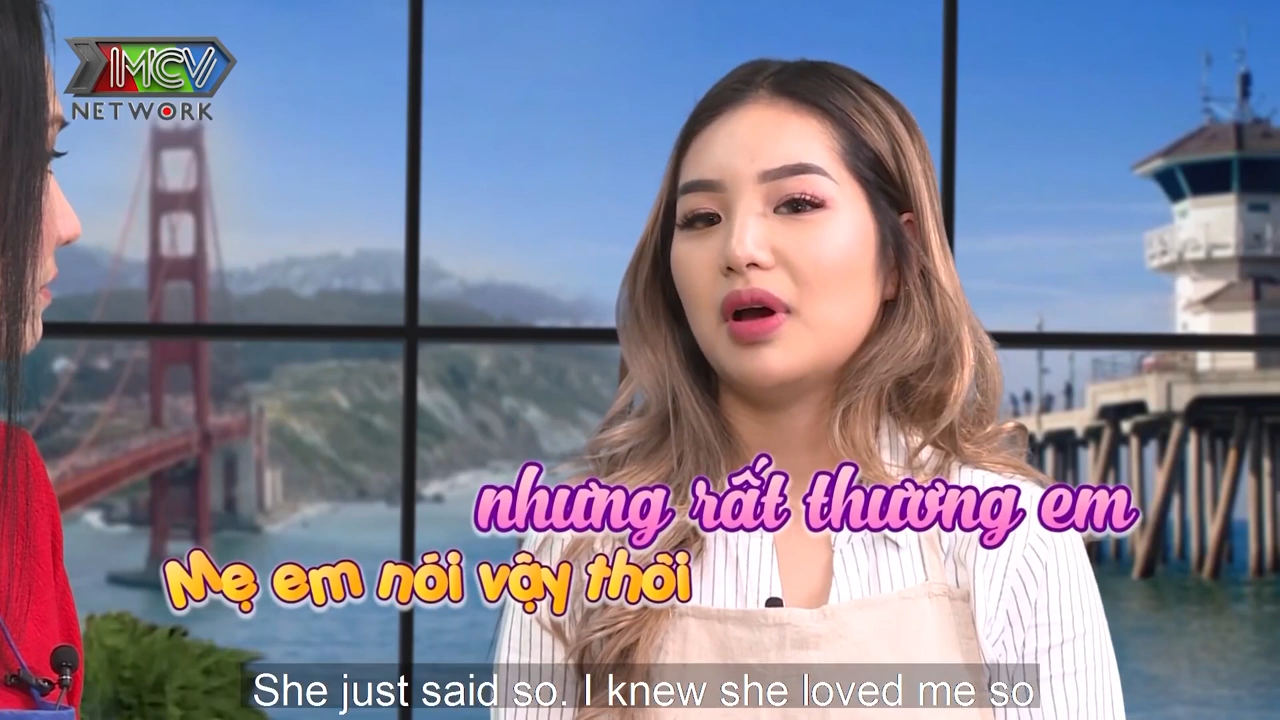 MCV
NETWORK
nhưng rất thương em
Mẹ em nói vậy thôi
She just said so. I knew she loved me so